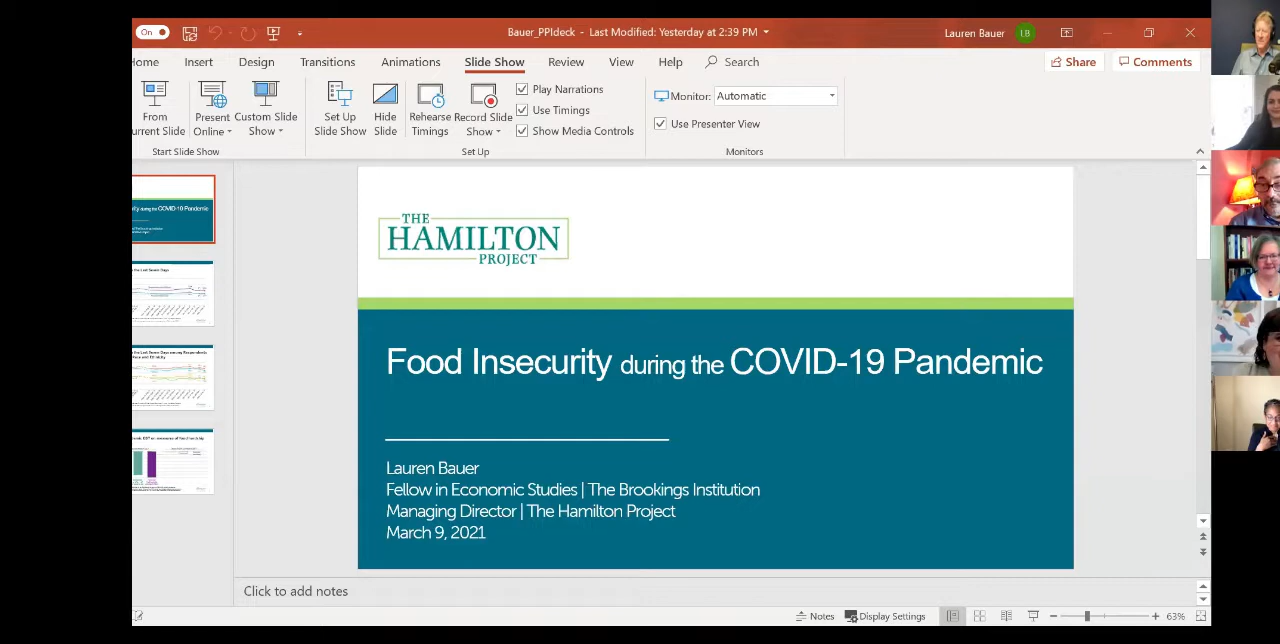 On
Bauer_PPIdeck - Last Modified: Yesterday at 2:39 PM
Lauren Bauer
LB
Home Insert Design Transitions Animations Slide Show Review View Help Search
Share
Comments
From
Current Slide
Present
Online
Custom Slide
Show
Set Up
Slide Show
Hide
Slide
Rehearse
Timings
Record Slide
Show
Play Narrations
Use Timings
Show Media Controls
Monitor: Automatic
Use Presenter View
Start Slide Show
Set Up
Monitors
THE
HAMILTON
PROJECT
Food Insecurity during the COVID-19 Pandemic
Lauren Bauer
Fellow in Economic Studies | The Brookings Institution
Managing Director | The Hamilton Project
March 9, 2021
Click to add notes
Notes
Display Settings
63%